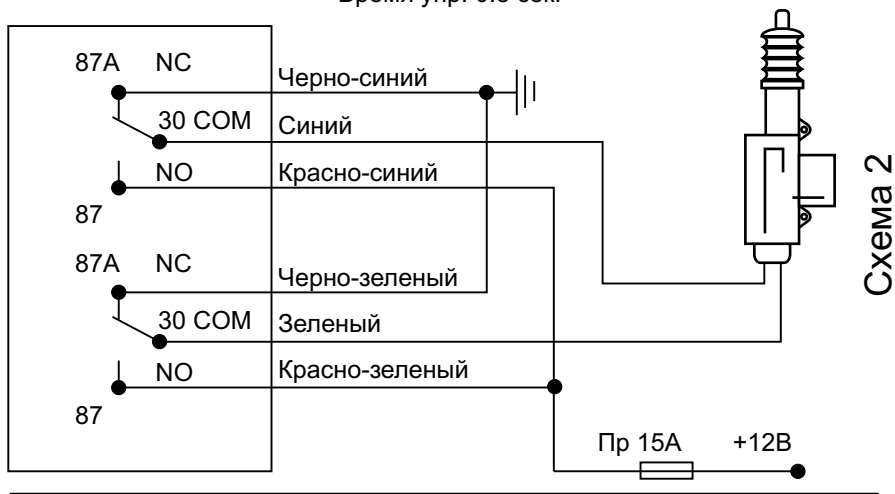 87A NC
Черно-синий
30 COM
Синий
NO
Красно-синий
87
87A NC
Черно-зеленый
30 COM
Зеленый
NO
Красно-зеленый
87
Пр 15А +12В
Схема 2